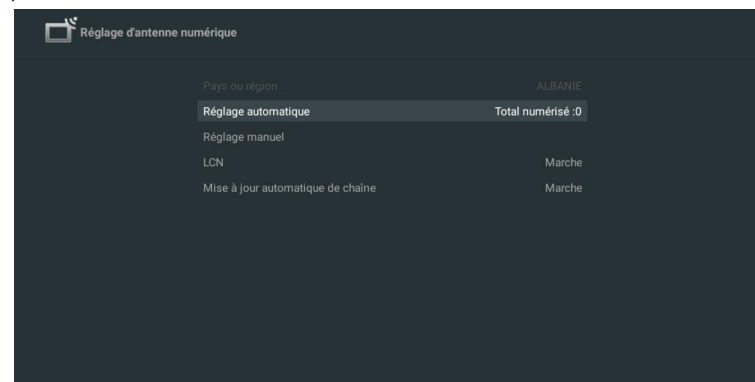 Réglage d'antenne numérique
Pays ou région ALBANIE
Réglage automatique Total numérisé :0
Réglage manuel
LCN Marche
Mise à jour automatique de chaîne Marche